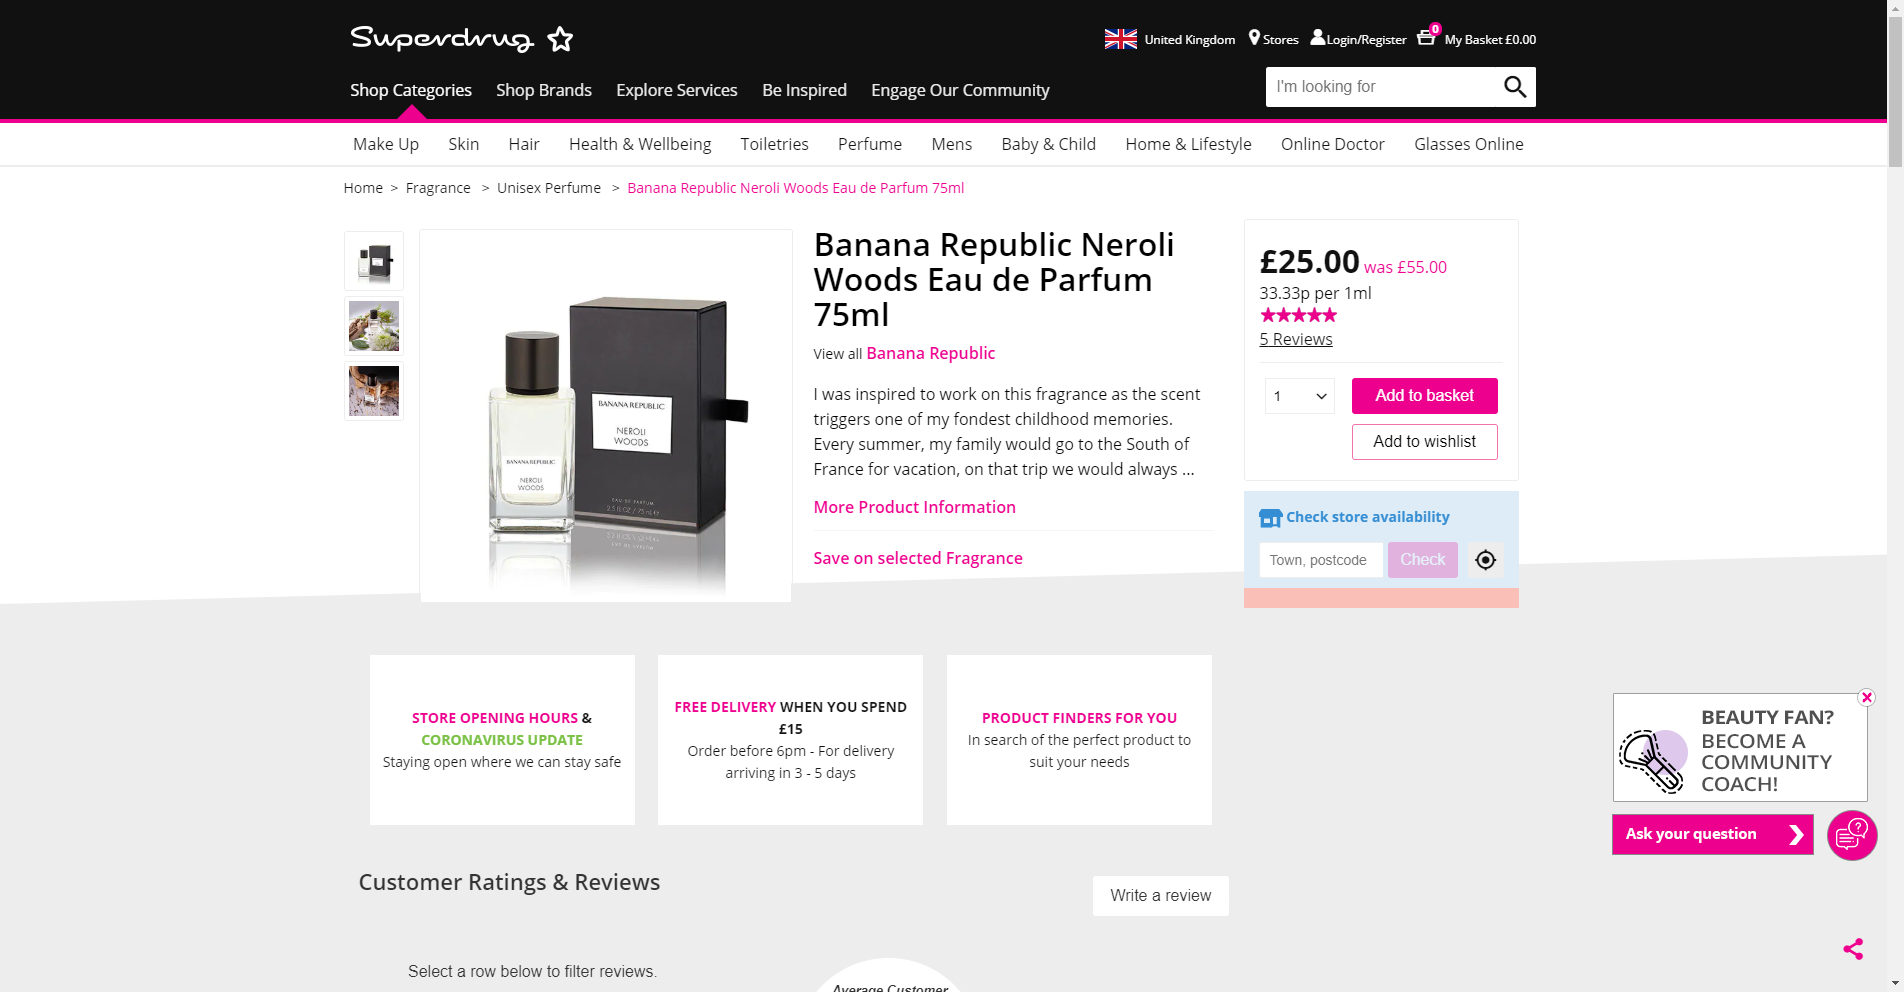 Superdrug
United Kingdom
Stores
Login/Register
0
My Basket £0.00
Shop Categories
Shop Brands
Explore Services
Be Inspired
Engage Our Community
I'm looking for
Make Up
Skin
Hair
Health & Wellbeing
Toiletries
Perfume
Mens
Baby & Child
Home & Lifestyle
Online Doctor
Glasses Online
Home > Fragrance > Unisex Perfume > Banana Republic Neroli Woods Eau de Parfum 75ml
BANANA REPUBLIC
NEROLI
WOODS
EAU DE PARFUM
2.5 FL OZ / 75 mL e
BANANA REPUBLIC
NEROLI
WOODS
Banana Republic Neroli
Woods Eau de Parfum
75ml
View all Banana Republic
I was inspired to work on this fragrance as the scent
triggers one of my fondest childhood memories.
Every summer, my family would go to the South of
France for vacation, on that trip we would always ...
More Product Information
Save on selected Fragrance
£25.00 was £55.00
33.33p per 1ml
5 Reviews
1
Add to basket
Add to wishlist
Check store availability
Town, postcode
Check
STORE OPENING HOURS &
CORONAVIRUS UPDATE
Staying open where we can stay safe
FREE DELIVERY WHEN YOU SPEND
£15
Order before 6pm - For delivery
arriving in 3 - 5 days
PRODUCT FINDERS FOR YOU
In search of the perfect product to
suit your needs
BEAUTY FAN?
BECOME A
COMMUNITY
COACH!
Ask your question
Customer Ratings & Reviews
Write a review
Select a row below to filter reviews.
Average Customer